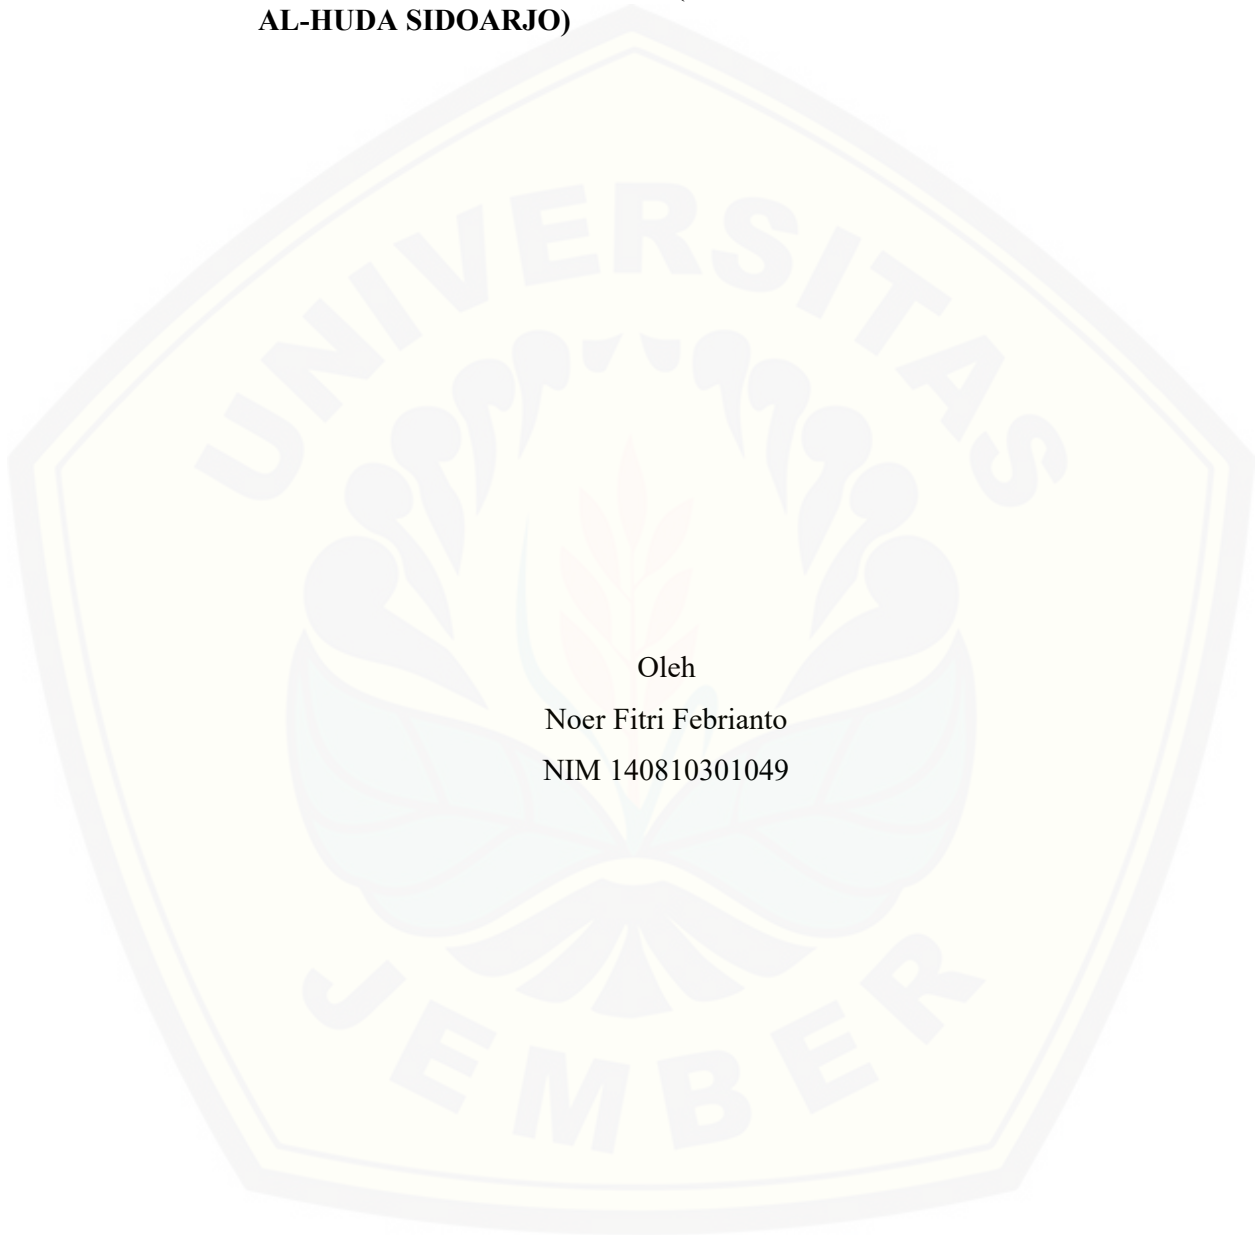 AL-HUDA SIDOARJO)
UNIVERSITAS
Oleh
Noer Fitri Febrianto
NIM 140810301049
JEMBER